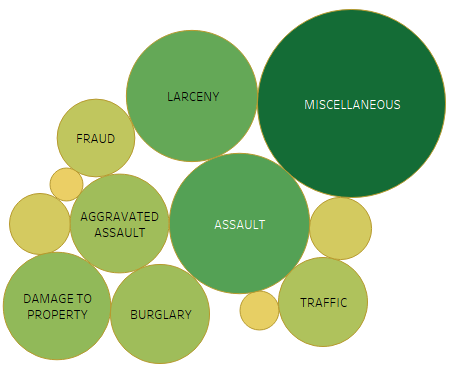 LARCENY
MISCELLANEOUS
FRAUD
AGGRAVATED
ASSAULT
ASSAULT
DAMAGE TO
PROPERTY
BURGLARY
TRAFFIC